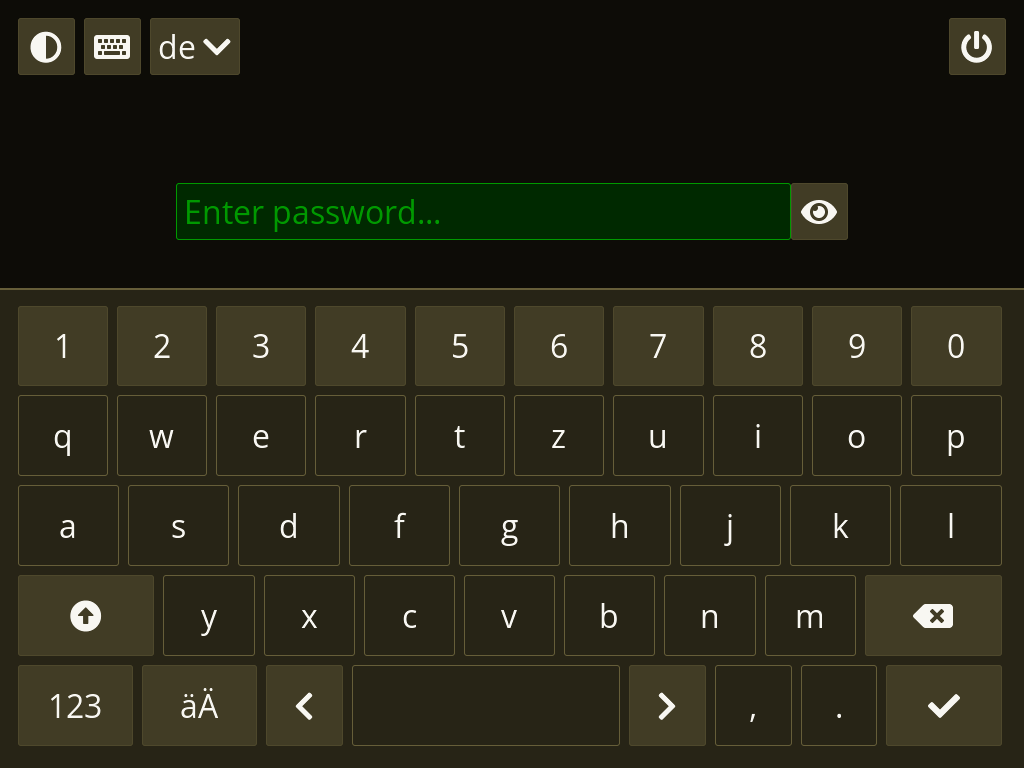 de
Enter password...
1 2 3 4 5 6 7 8 9 0
q w e r t z u i o p
a s d f g h j k l
y x c v b n m
123 äÄ , .